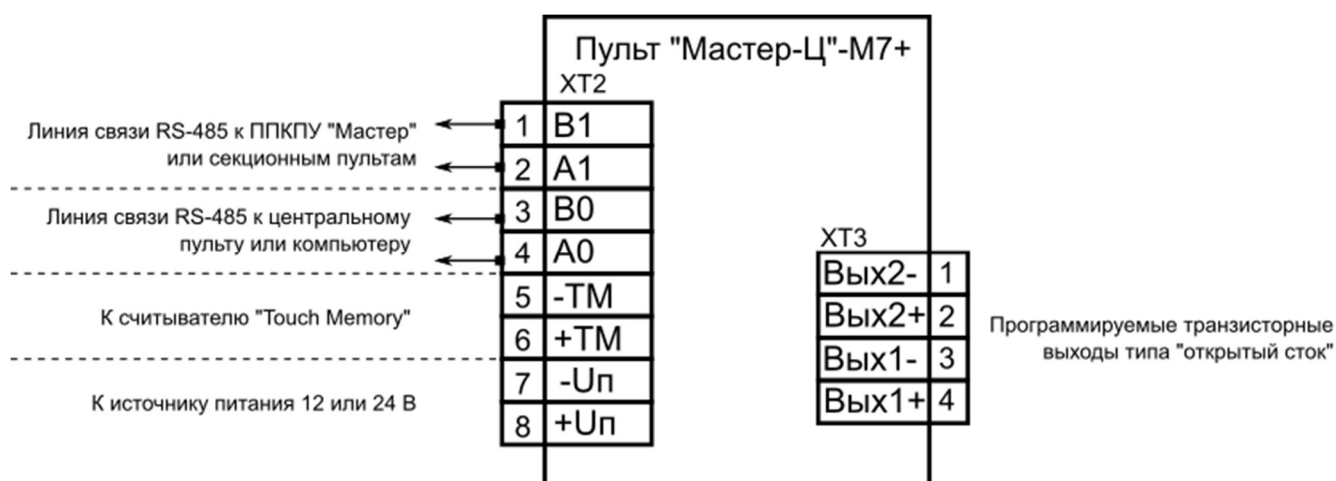 Пульт "Мастер-Ц"-М7+
XT2
Линия связи RS-485 к ППКПУ "Мастер"
или секционным пультам
1 B1
2 A1
Линия связи RS-485 к центральному
пульту или компьютеру
3 B0
4 A0
К считывателю "Touch Memory"
5 -TM
6 +TM
К источнику питания 12 или 24 В
7 -Uп
8 +Uп
XT3
Вых2- 1
Вых2+ 2
Вых1- 3
Вых1+ 4
Программируемые транзисторные
выходы типа "открытый сток"